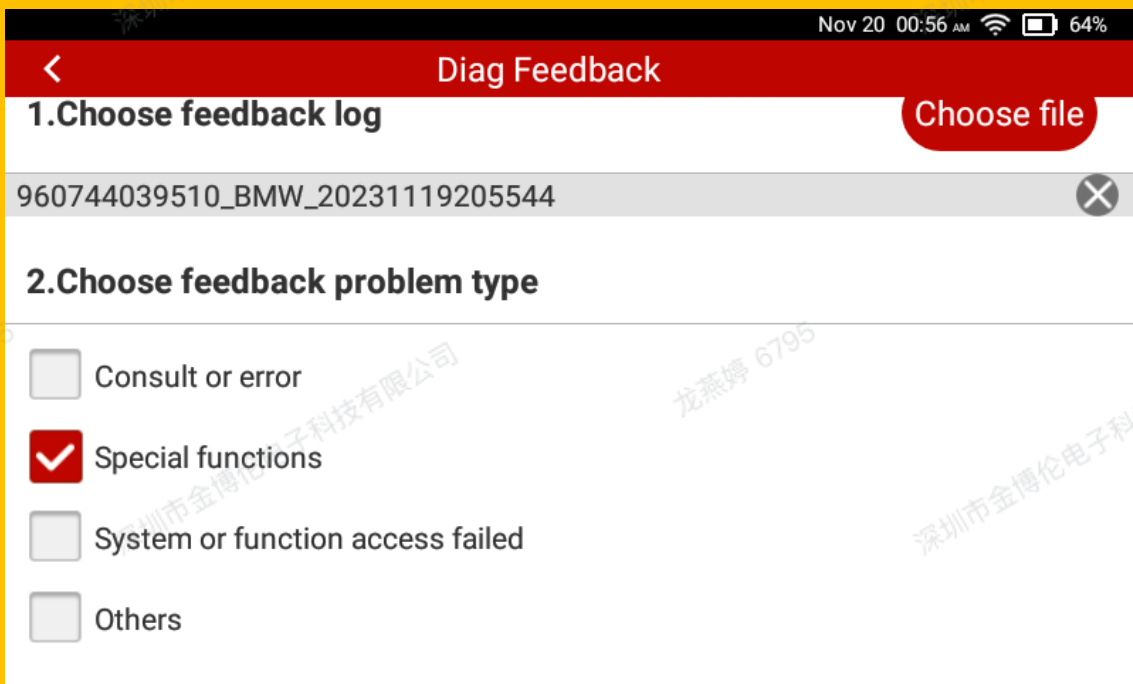 Nov 20 00:56 AM 64%
Diag Feedback
1.Choose feedback log
Choose file
960744039510_BMW_20231119205544
2.Choose feedback problem type
龙燕婷 6795
Consult or error
深圳市金博伦电子科技有限公司
Special functions
System or function access failed
深圳市金博伦电子科
Others